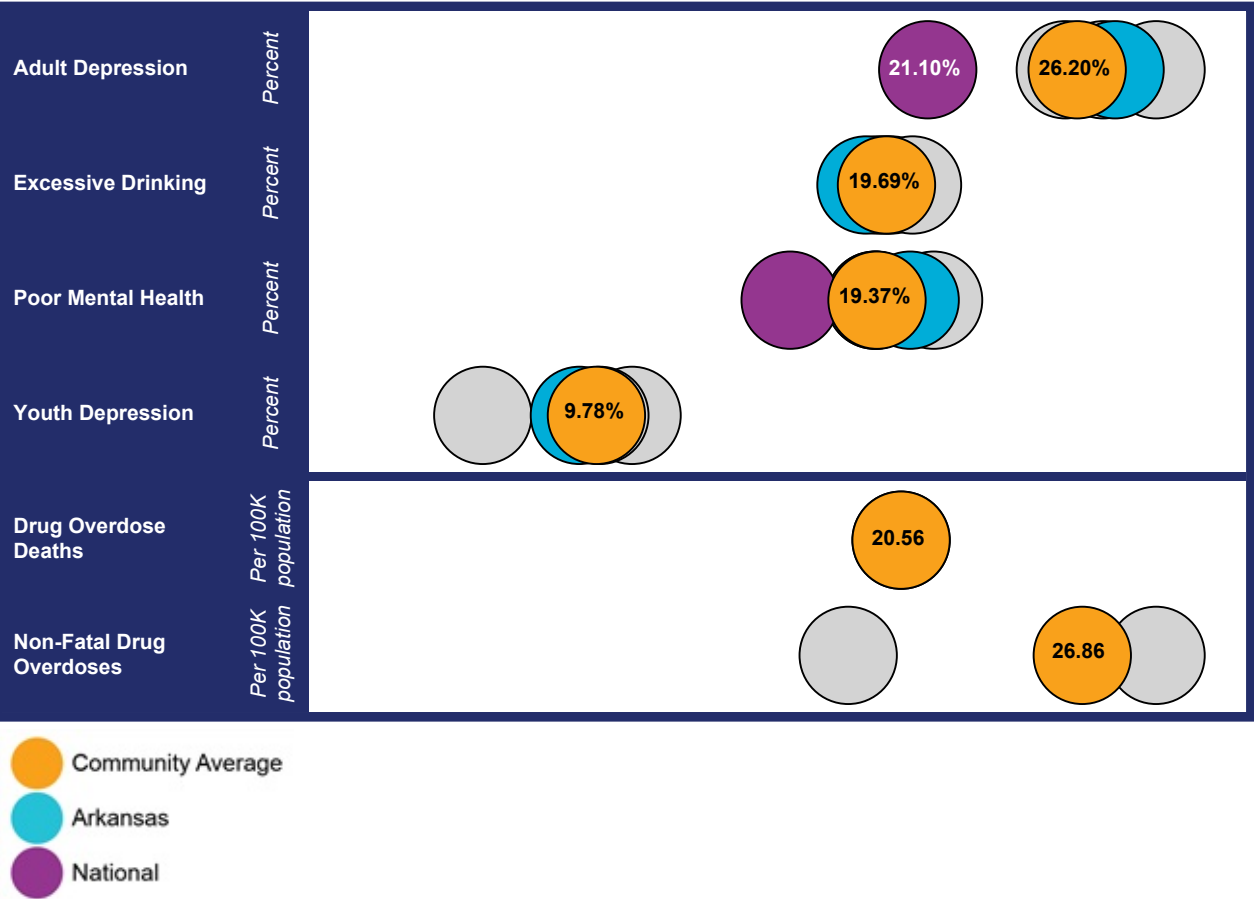 Adult Depression
Percent
21.10%
26.20%
Excessive Drinking
Percent
19.69%
Poor Mental Health
Percent
19.37%
Youth Depression
Percent
9.78%
Drug Overdose
Deaths
Per 100K
population
20.56
Non-Fatal Drug
Overdoses
Per 100K
population
26.86
Community Average
Arkansas
National